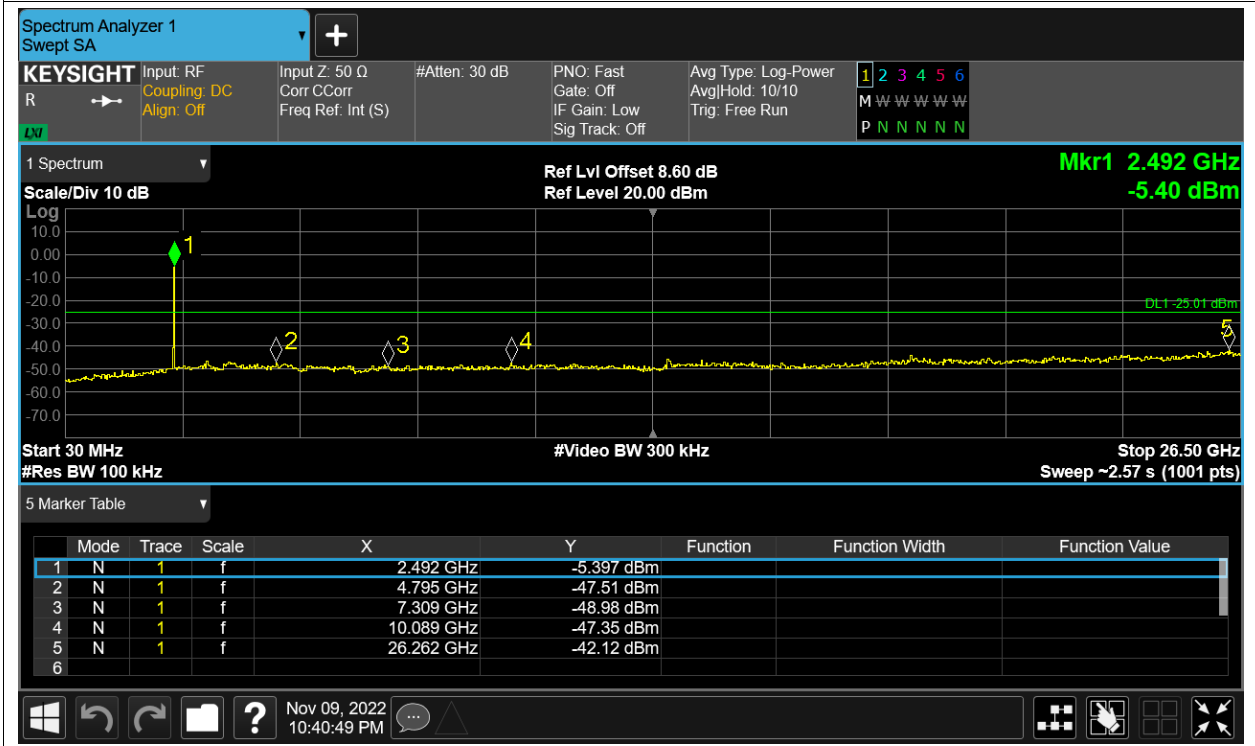 Spectrum Analyzer 1
Swept SA
+
KEYSIGHT
R
LXI
Input: RF
Coupling: DC
Align: Off
Input Z: 50 Ω
Corr CCorr
Freq Ref: Int (S)
#Atten: 30 dB
PNO: Fast
Gate: Off
IF Gain: Low
Sig Track: Off
Avg Type: Log-Power
Avg|Hold: 10/10
Trig: Free Run
1 2 3 4 5 6
M W W W W W
P N N N N N
1 Spectrum
Scale/Div 10 dB
Ref Lvl Offset 8.60 dB
Ref Level 20.00 dBm
Mkr1 2.492 GHz
-5.40 dBm
Log
10.0
0.00
-10.0
-20.0
-30.0
-40.0
-50.0
-60.0
-70.0
1
2
3
4
5
DL1 -25.01 dBm
Start 30 MHz
#Video BW 300 kHz
Stop 26.50 GHz
#Res BW 100 kHz
Sweep ~2.57 s (1001 pts)
5 Marker Table
Mode Trace Scale X Y Function Function Width Function Value
1 N 1 f 2.492 GHz -5.397 dBm
2 N 1 f 4.795 GHz -47.51 dBm
3 N 1 f 7.309 GHz -48.98 dBm
4 N 1 f 10.089 GHz -47.35 dBm
5 N 1 f 26.262 GHz -42.12 dBm
6
?
Nov 09, 2022
10:40:49 PM